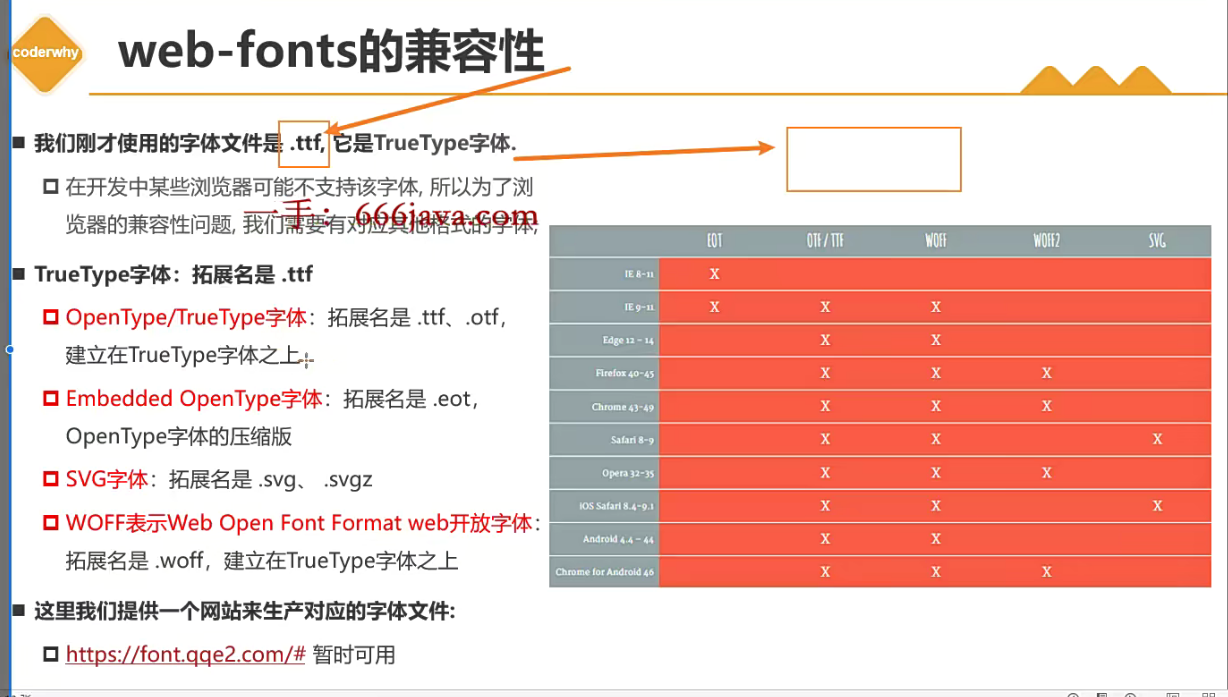 coderwhy
web-fonts的兼容性
我们刚才使用的字体文件是 .ttf, 它是TrueType字体.
在开发中某些浏览器可能不支持该字体, 所以为了浏
览器的兼容性问题, 我们需要有对应其他格式的字体;
一手：666java.com
TrueType字体：拓展名是 .ttf
OpenType/TrueType字体：拓展名是 .ttf、.otf，
建立在TrueType字体之上
Embedded OpenType字体：拓展名是 .eot，
OpenType字体的压缩版
SVG字体：拓展名是 .svg、 .svgz
WOFF表示Web Open Font Format web开放字体：
拓展名是 .woff，建立在TrueType字体之上
这里我们提供一个网站来生产对应的字体文件:
https://font.qqe2.com/# 暂时可用
EOT OTF / TTF WOFF WOFF2 SVG
IE 8-11 X
IE 9-11 X X X
Edge 12 – 14 X X
Firefox 40-45 X X X
Chrome 43-49 X X X
Safari 8-9 X X X
Opera 32-35 X X X
iOS Safari 8.4-9.1 X X X
Android 4.4 – 44 X X
Chrome for Android 46 X X X